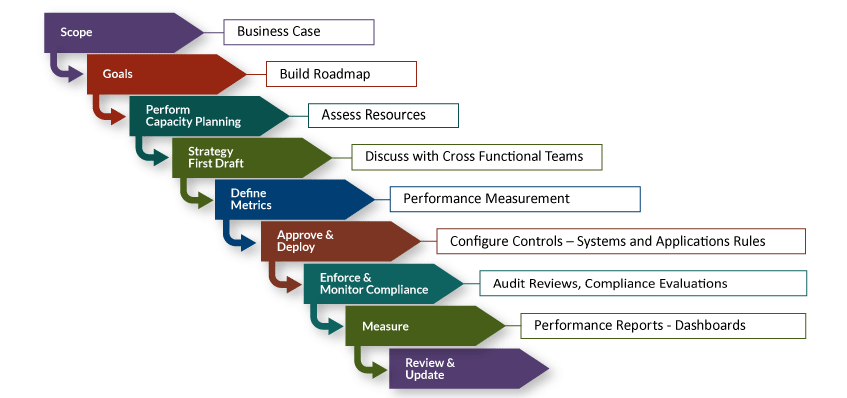 Scope
Business Case
Goals
Build Roadmap
Perform
Capacity Planning
Assess Resources
Strategy
First Draft
Discuss with Cross Functional Teams
Define
Metrics
Performance Measurement
Approve &
Deploy
Configure Controls – Systems and Applications Rules
Enforce &
Monitor Compliance
Audit Reviews, Compliance Evaluations
Measure
Performance Reports - Dashboards
Review &
Update